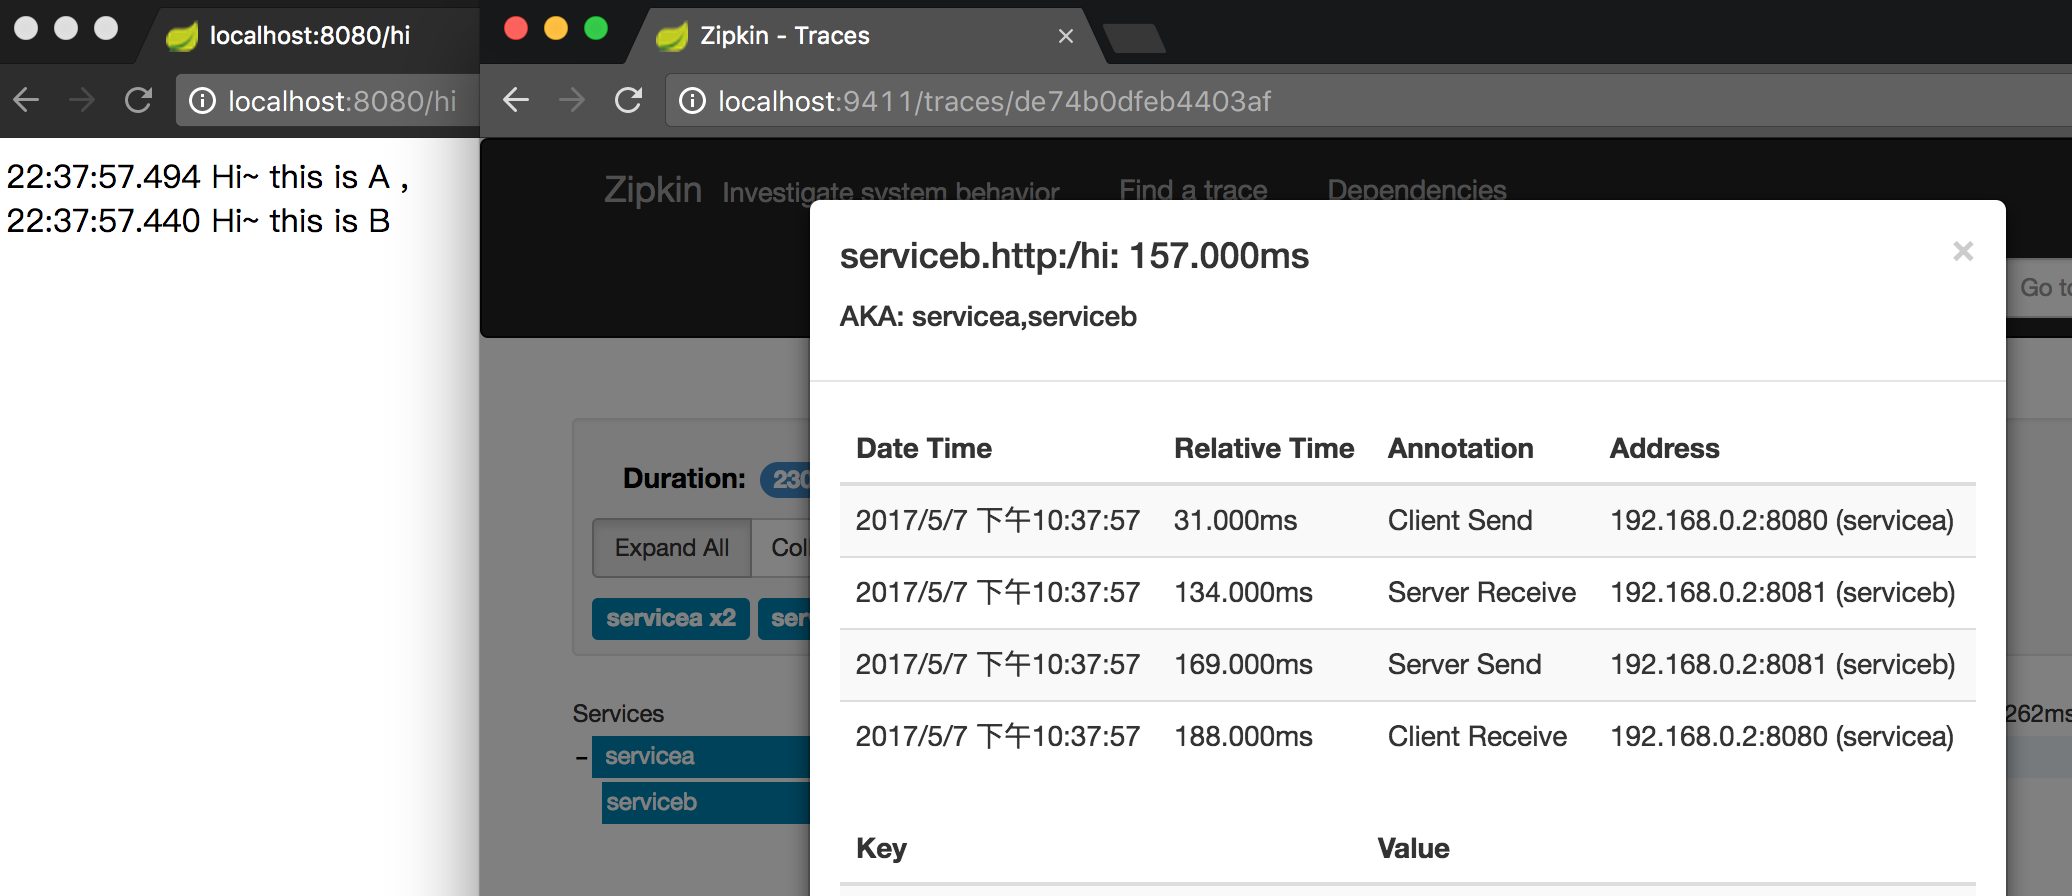 localhost:8080/hi
localhost:8080/hi
22:37:57.494 Hi~ this is A ,
22:37:57.440 Hi~ this is B
Zipkin - Traces
localhost:9411/traces/de74b0dfeb4403af
Zipkin Investigate system behavior Find a trace Dependencies
Go to
serviceb.http:/hi: 157.000ms
AKA: servicea,serviceb
Date Time Relative Time Annotation Address
2017/5/7 下午10:37:57 31.000ms Client Send 192.168.0.2:8080 (servicea)
2017/5/7 下午10:37:57 134.000ms Server Receive 192.168.0.2:8081 (serviceb)
2017/5/7 下午10:37:57 169.000ms Server Send 192.168.0.2:8081 (serviceb)
2017/5/7 下午10:37:57 188.000ms Client Receive 192.168.0.2:8080 (servicea)
Key Value
Duration: 230
Expand All Coll
servicea x2 ser
Services
262ms
- servicea
serviceb